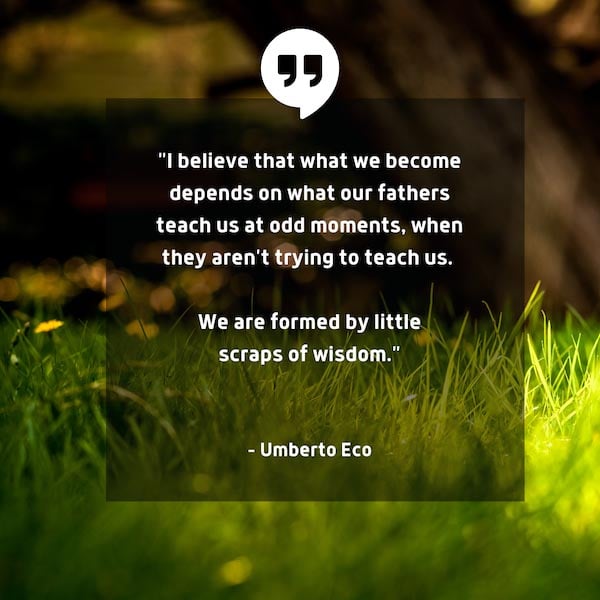 "I believe that what we become
depends on what our fathers
teach us at odd moments, when
they aren't trying to teach us.
We are formed by little
scraps of wisdom."
- Umberto Eco